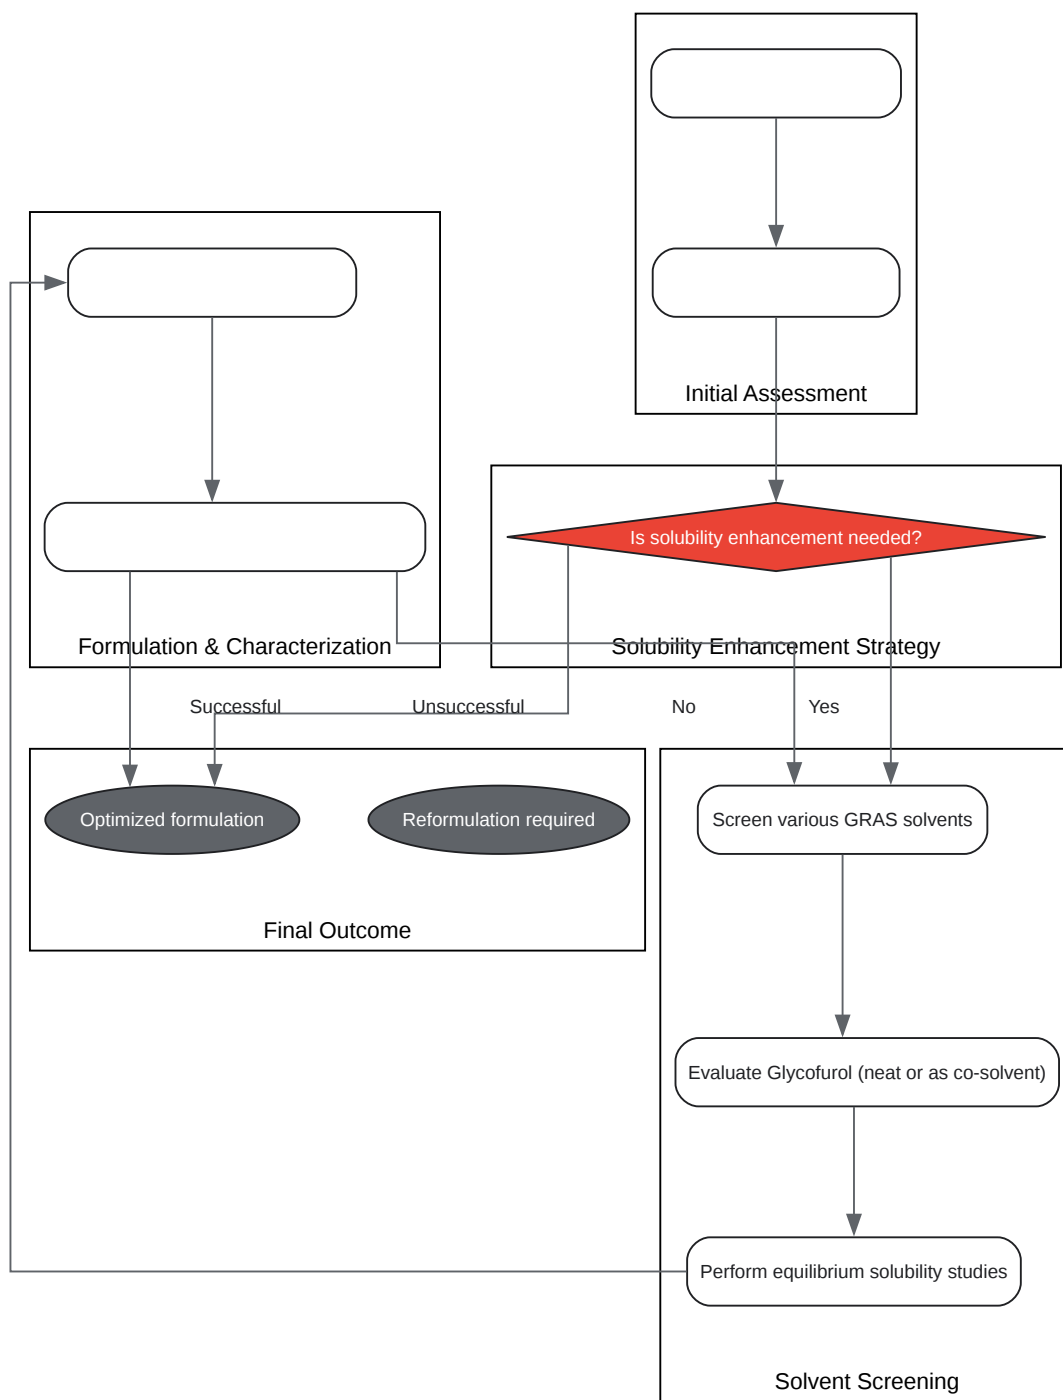 Initial Assessment
Is solubility enhancement needed?
Formulation & Characterization
Solubility Enhancement Strategy
Successful
Unsuccessful
No
Yes
Optimized formulation
Reformulation required
Screen various GRAS solvents
Final Outcome
Evaluate Glycofurol (neat or as co-solvent)
Perform equilibrium solubility studies
Solvent Screening